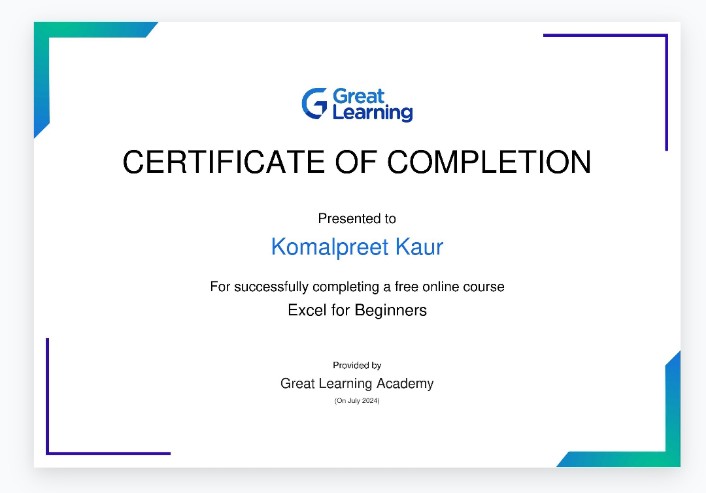 Great
Learning
CERTIFICATE OF COMPLETION
Presented to
Komalpreet Kaur
For successfully completing a free online course
Excel for Beginners
Provided by
Great Learning Academy
(On July 2024)